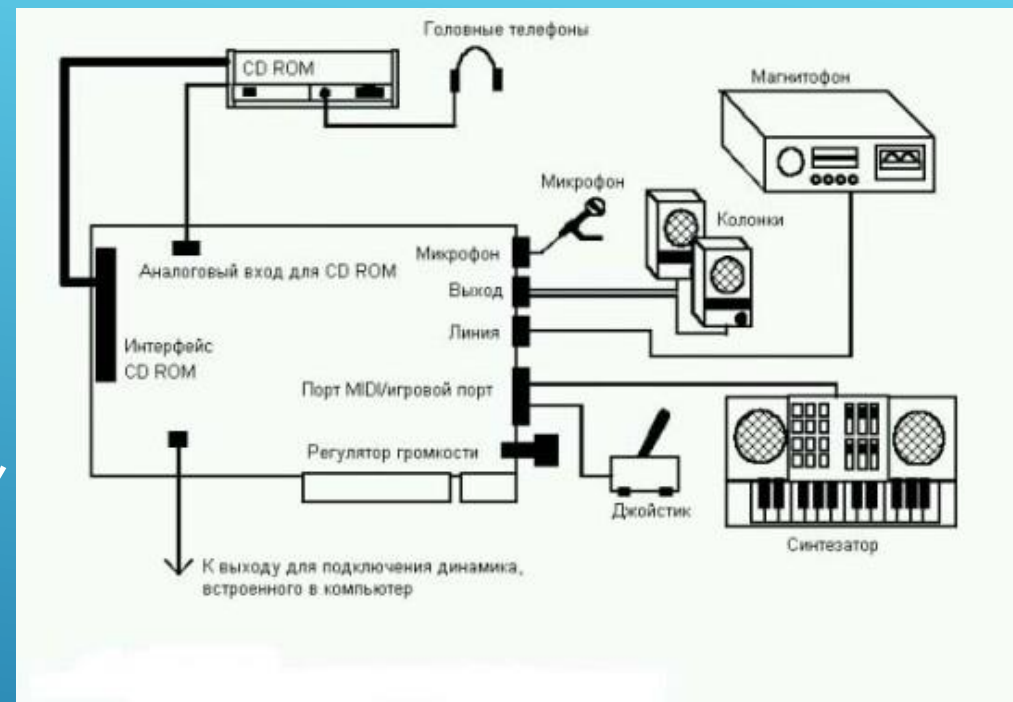 Головные телефоны
CD ROM
Магнитофон
Микрофон
Колонки
Микрофон
Аналоговый вход для CD ROM
Выход
Линия
Интерфейс
CD ROM
Порт MIDI/игровой порт
Регулятор громкости
Джойстик
Синтезатор
К выходу для подключения динамика,
встроенного в компьютер